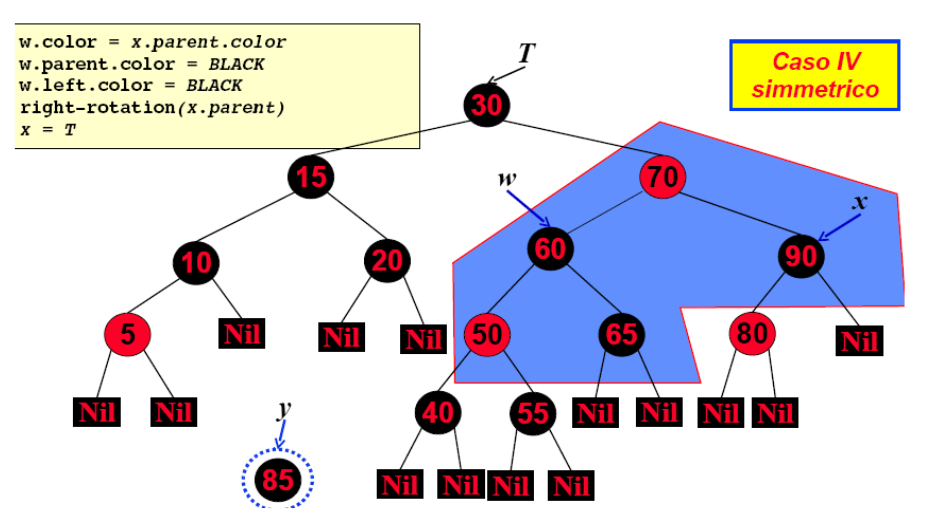 w.color = x.parent.color
w.parent.color = BLACK
w.left.color = BLACK
right-rotation(x.parent)
x = T
Caso IV
simmetrico
T
30
15
w
70
x
10
20
60
90
5
Nil
Nil
Nil
50
65
80
Nil
Nil
Nil
y
40
55
Nil
Nil
Nil
Nil
85
Nil
Nil
Nil
Nil